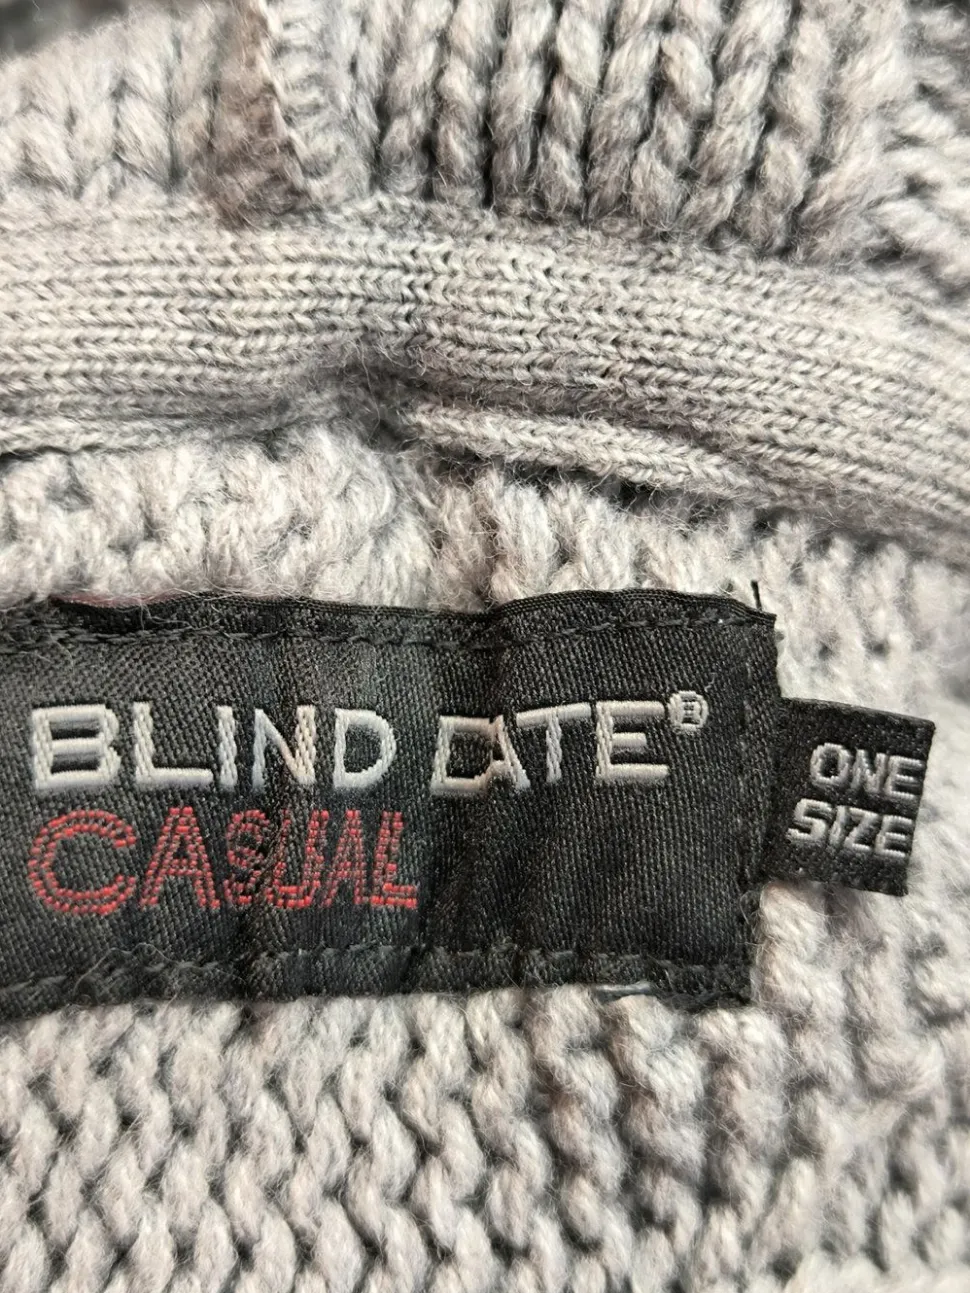 BLIND DATE®
CASUAL
ONE
SIZE